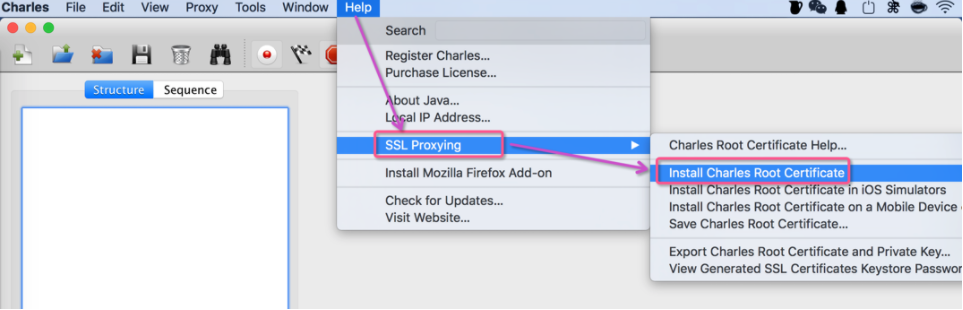 Charles File Edit View Proxy Tools Window Help
Search
Register Charles...
Purchase License...
Structure Sequence
About Java...
Local IP Address...
SSL Proxying
Charles Root Certificate Help...
Install Mozilla Firefox Add-on
Install Charles Root Certificate
Install Charles Root Certificate in iOS Simulators
Check for Updates...
Install Charles Root Certificate on a Mobile Device
Visit Website...
Save Charles Root Certificate...
Export Charles Root Certificate and Private Key...
View Generated SSL Certificates Keystore Passwor